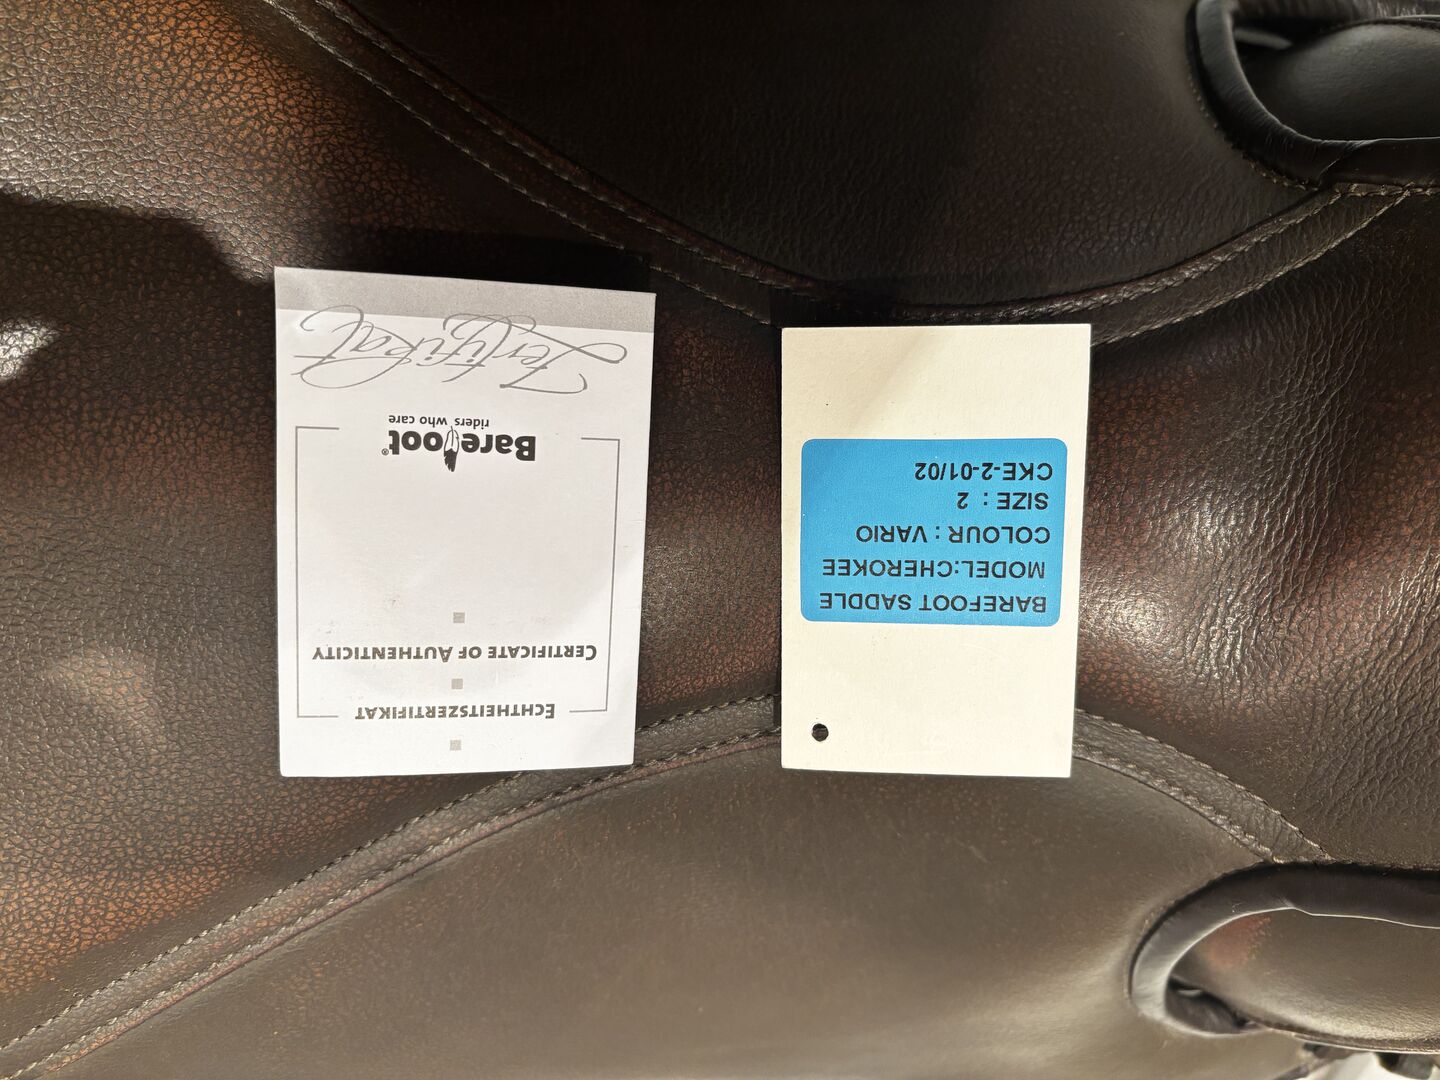 Zertifikat
Barefoot®
riders who care
CERTIFICATE OF AUTHENTICITY
ECHTHEITSZERTIFIKAT
BAREFOOT SADDLE
MODEL:CHEROKEE
COLOUR : VARIO
SIZE : 2
CKE-2-01/02